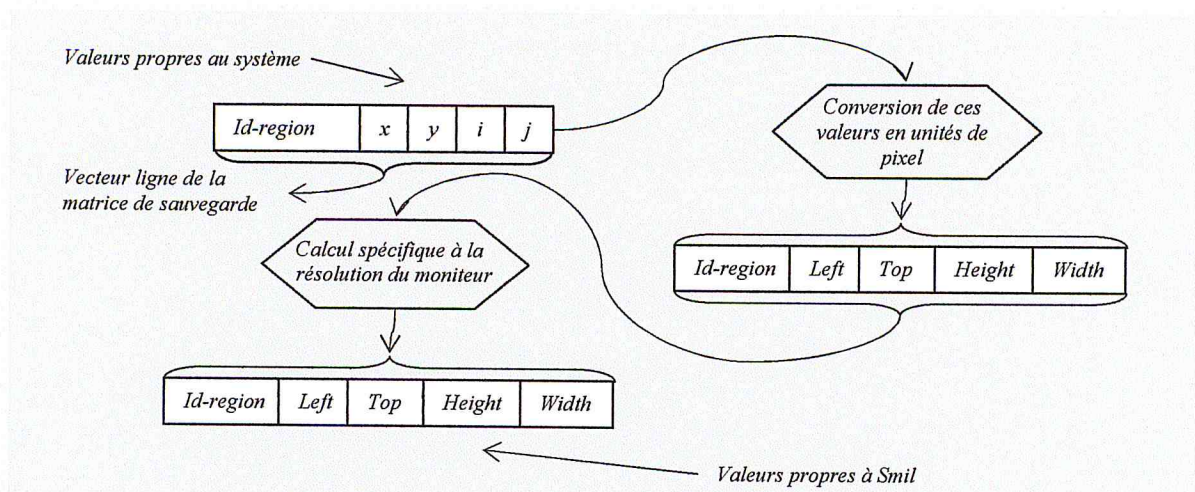 Valeurs propres au système
Id-region x y i j
Vecteur ligne de la
matrice de sauvegarde
Conversion de ces
valeurs en unités de
pixel
Id-region Left Top Height Width
Calcul spécifique à la
résolution du moniteur
Id-region Left Top Height Width
Valeurs propres à Smil